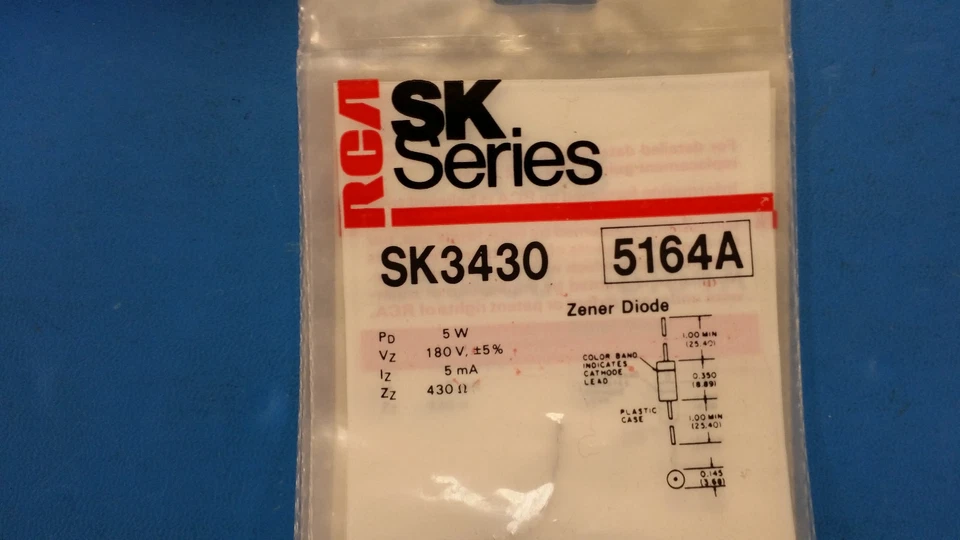 RCA
SK
Series
SK3430
5164A
Zener Diode
PD 5 W
VZ 180 V, ±5%
IZ 5 mA
ZZ 430 Ω
COLOR BAND
INDICATES
CATHODE
LEAD
PLASTIC
CASE
1.00 MIN
(25.40)
0.350
(8.89)
1.00 MIN
(25.40)
0.145
(3.68)